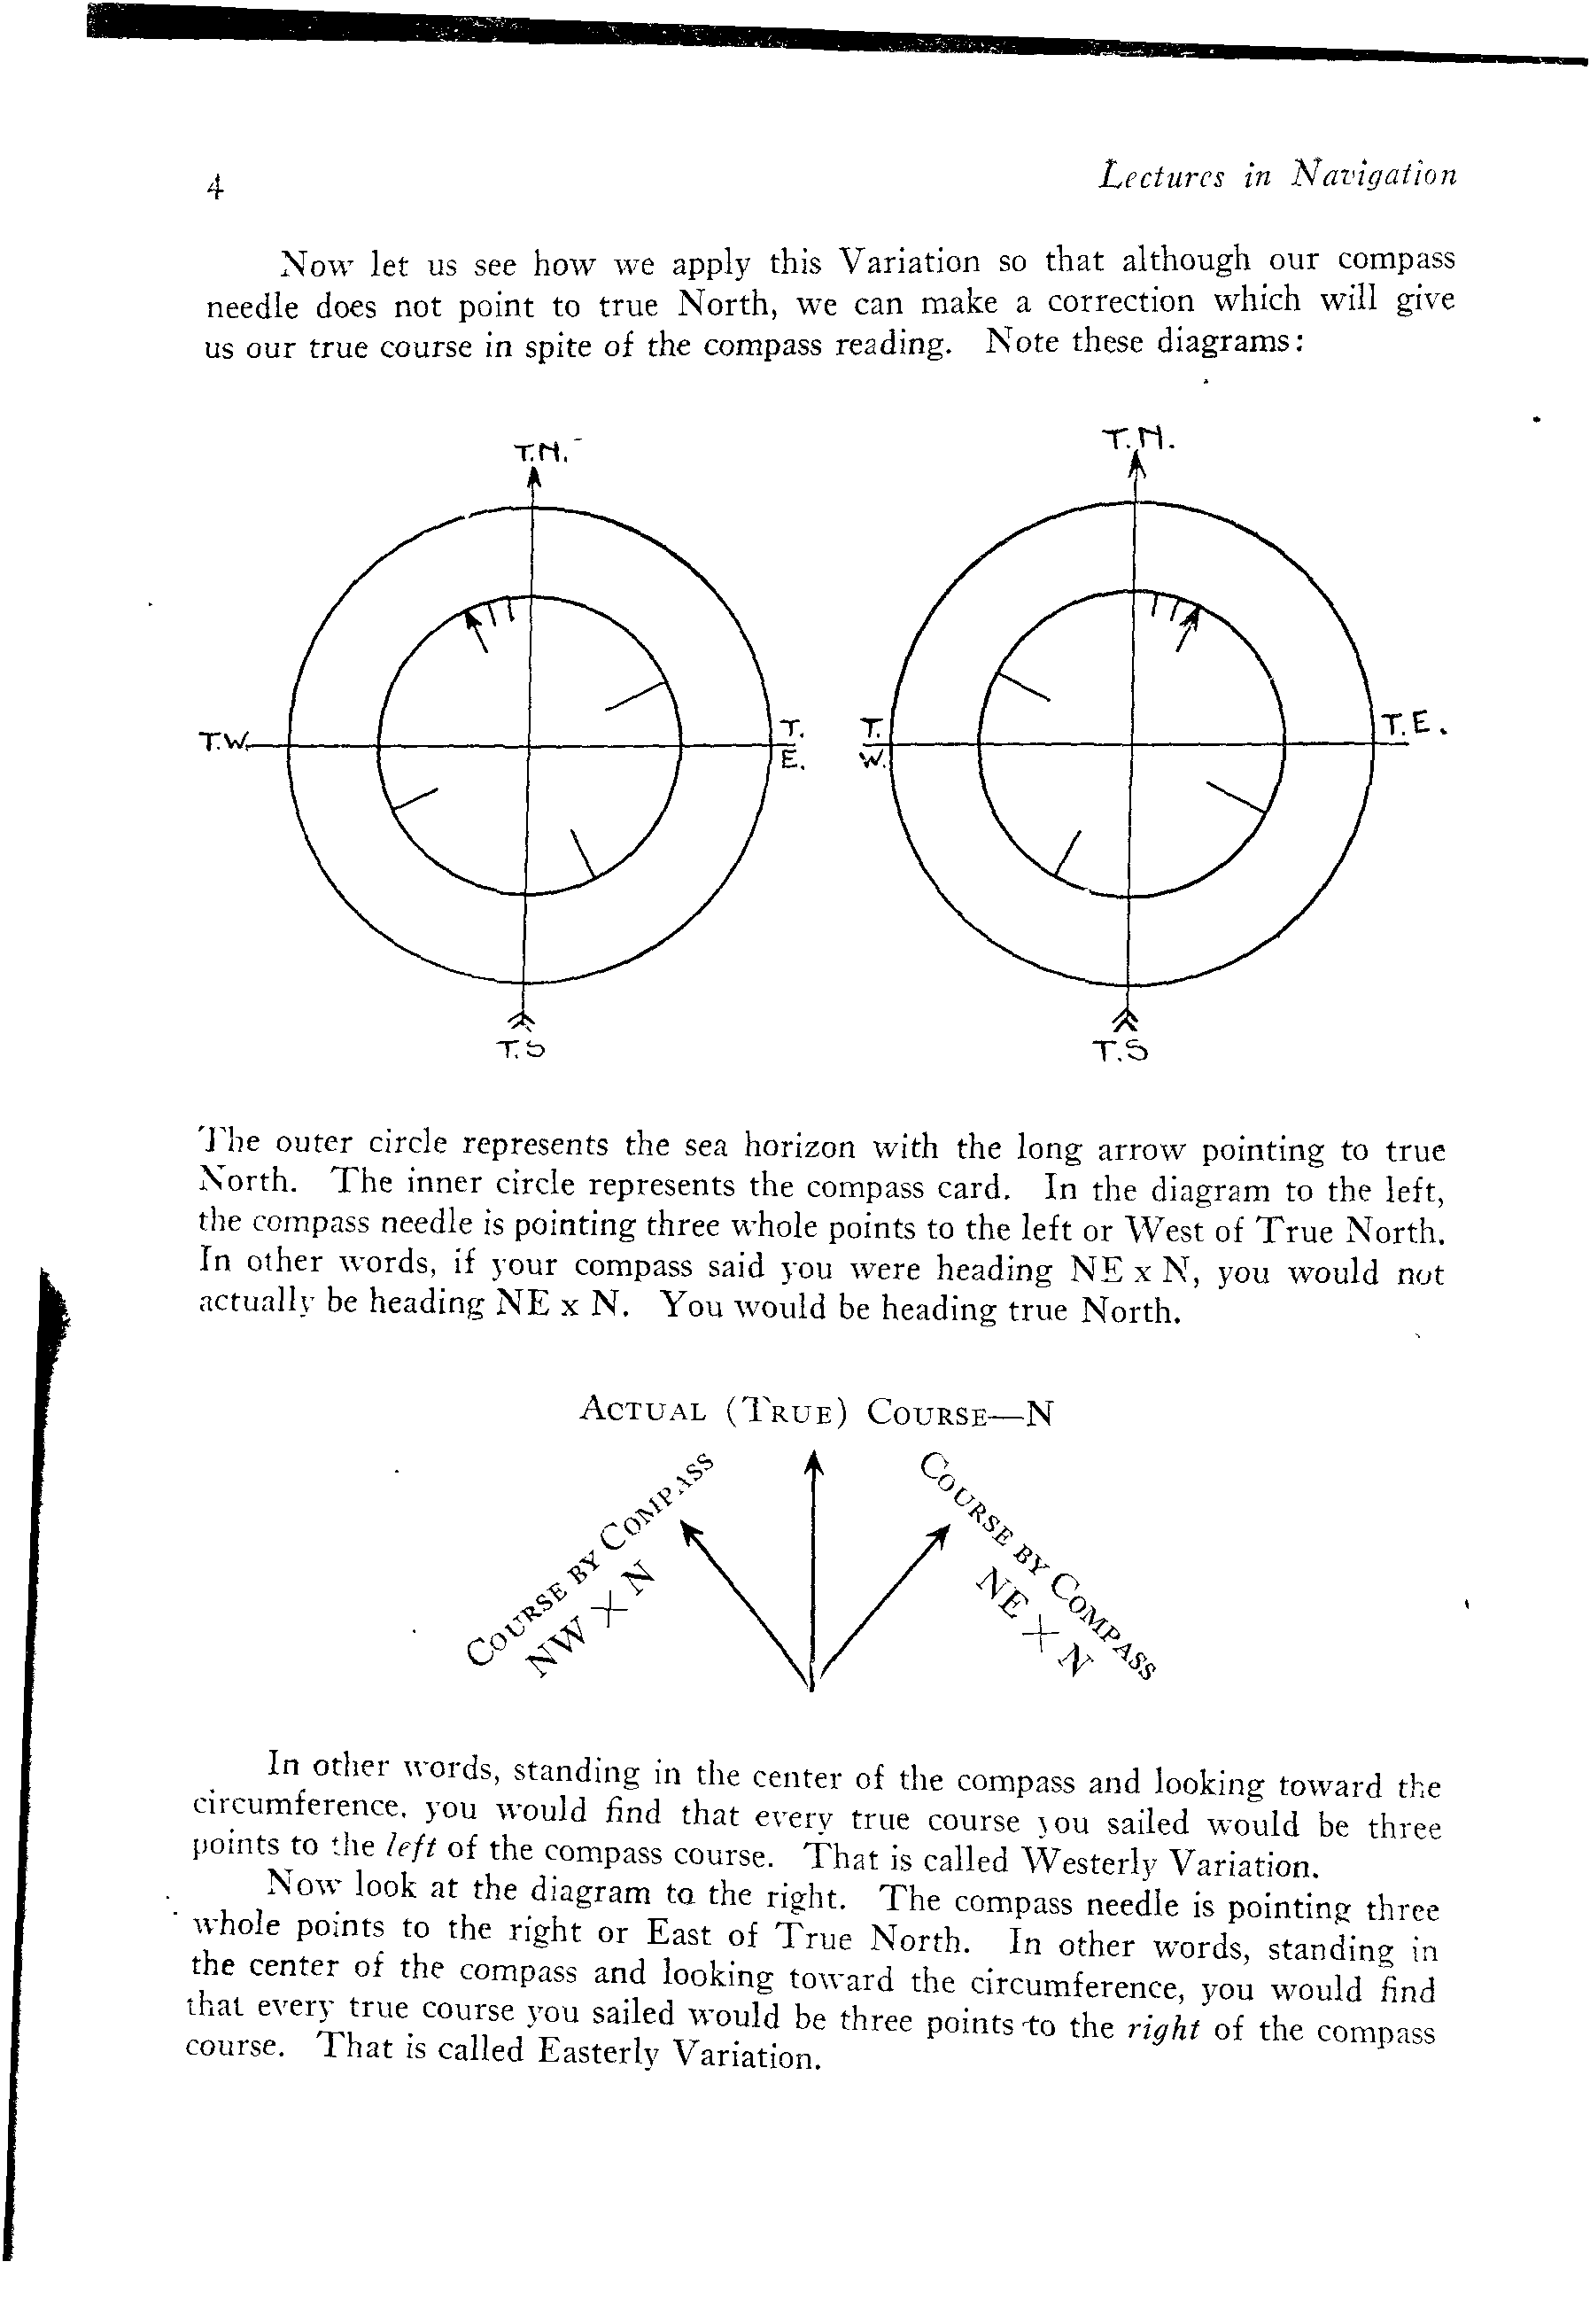 4
Lectures in Navigation
Now let us see how we apply this Variation so that although our compass
needle does not point to true North, we can make a correction which will give
us our true course in spite of the compass reading. Note these diagrams:
T.N.
T.N.
T.W.
T.
E.
T.
W.
T.E.
T.S
T.S
The outer circle represents the sea horizon with the long arrow pointing to true
North. The inner circle represents the compass card. In the diagram to the left,
the compass needle is pointing three whole points to the left or West of True North.
In other words, if your compass said you were heading NE x N, you would not
actually be heading NE x N. You would be heading true North.
ACTUAL (TRUE) COURSE—N
COURSE BY COMPASS
NW X N
COURSE BY COMPASS
NE X N
In other words, standing in the center of the compass and looking toward the
circumference, you would find that every true course you sailed would be three
points to the left of the compass course. That is called Westerly Variation.
Now look at the diagram to the right. The compass needle is pointing three
whole points to the right or East of True North. In other words, standing in
the center of the compass and looking toward the circumference, you would find
that every true course you sailed would be three points to the right of the compass
course. That is called Easterly Variation.